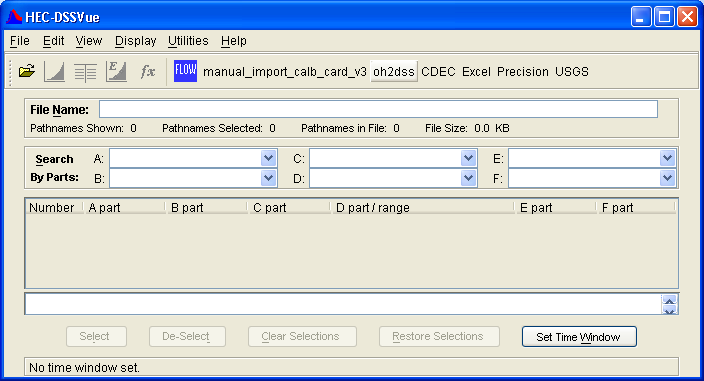 HEC-DSSVue
File Edit View Display Utilities Help
E fx FLOW manual_import_calb_card_v3 oh2dss CDEC Excel Precision USGS
File Name:
Pathnames Shown: 0 Pathnames Selected: 0 Pathnames in File: 0 File Size: 0.0 KB
Search A: C: E:
By Parts: B: D: F:
Number A part B part C part D part / range E part F part
Select De-Select Clear Selections Restore Selections Set Time Window
No time window set.